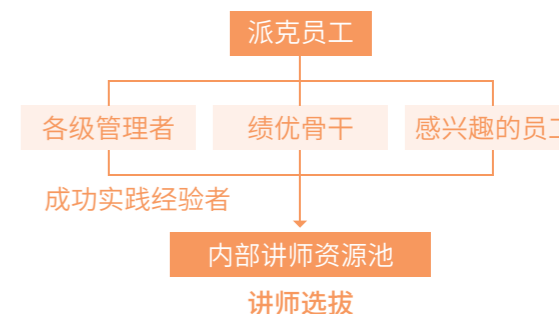 派克员工
各级管理者
绩优骨干
感兴趣的员工
成功实践经验者
内部讲师资源池
讲师选拔